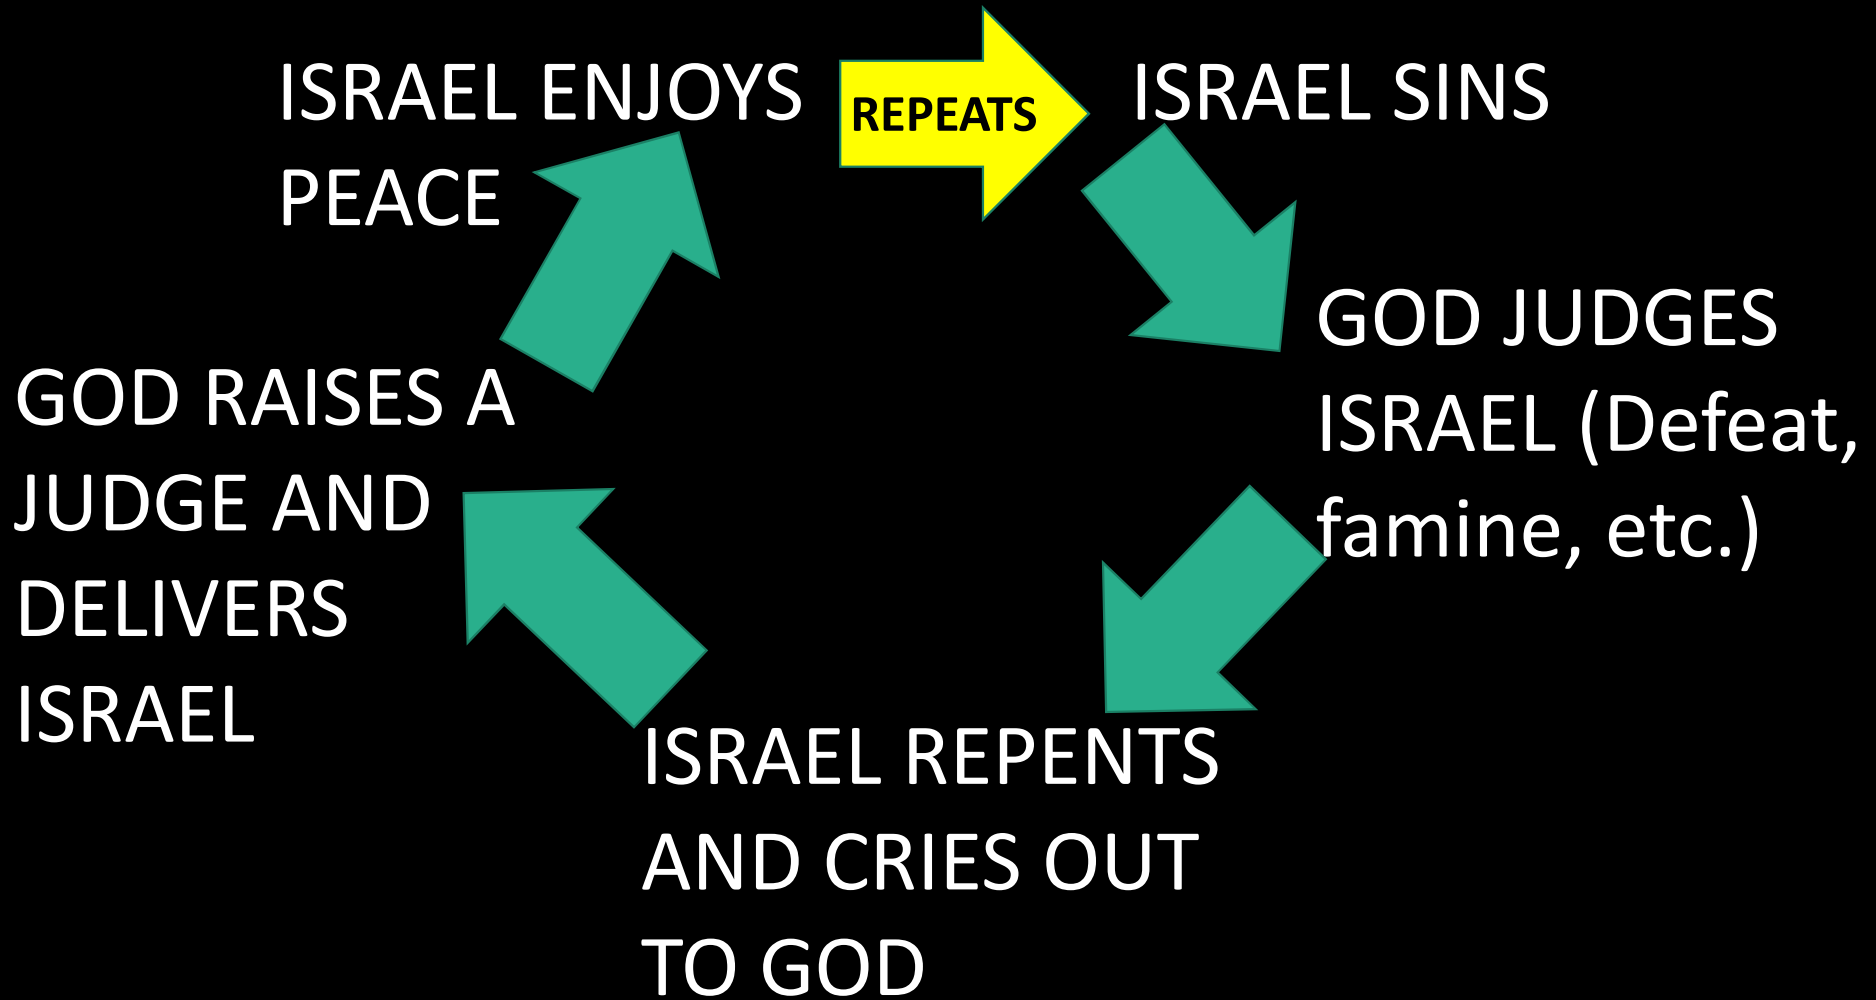 ISRAEL ENJOYS
PEACE
REPEATS
ISRAEL SINS
GOD JUDGES
ISRAEL (Defeat,
famine, etc.)
ISRAEL REPENTS
AND CRIES OUT
TO GOD
GOD RAISES A
JUDGE AND
DELIVERS
ISRAEL